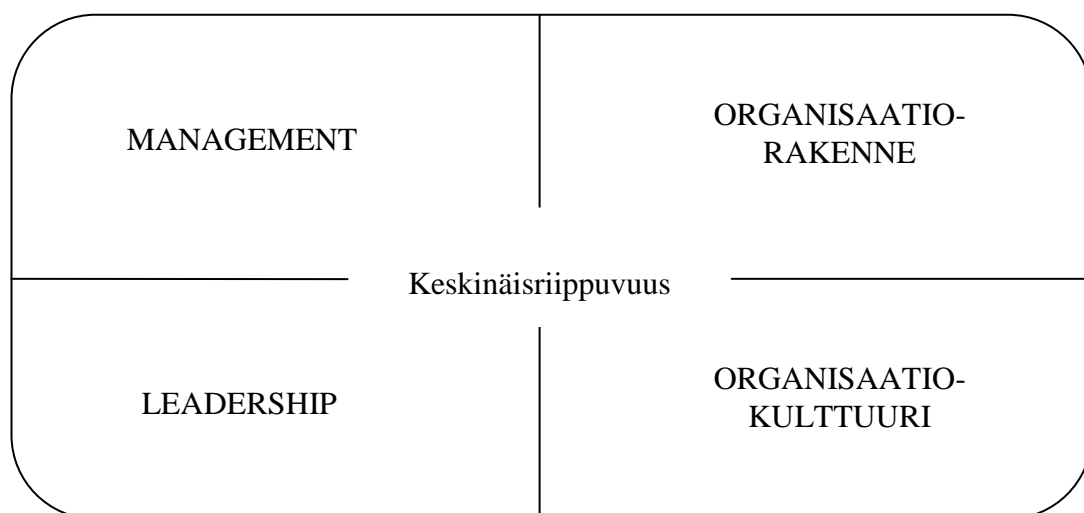 MANAGEMENT
ORGANISAATIO-
RAKENNE
Keskinäisriippuvuus
LEADERSHIP
ORGANISAATIO-
KULTTUURI